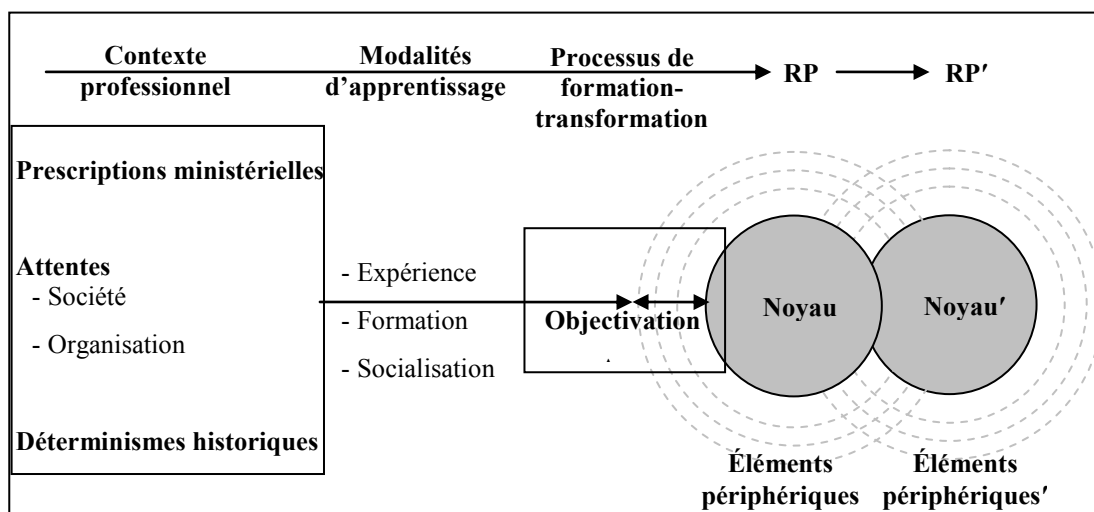 Contexte
professionnel
Modalités
d’apprentissage
Processus de
formation-
transformation
RP
RP′
Prescriptions ministérielles
Attentes
- Société
- Organisation
Déterminismes historiques
- Expérience
- Formation
- Socialisation
Objectivation
Noyau
Noyau′
Éléments
périphériques
Éléments
périphériques′